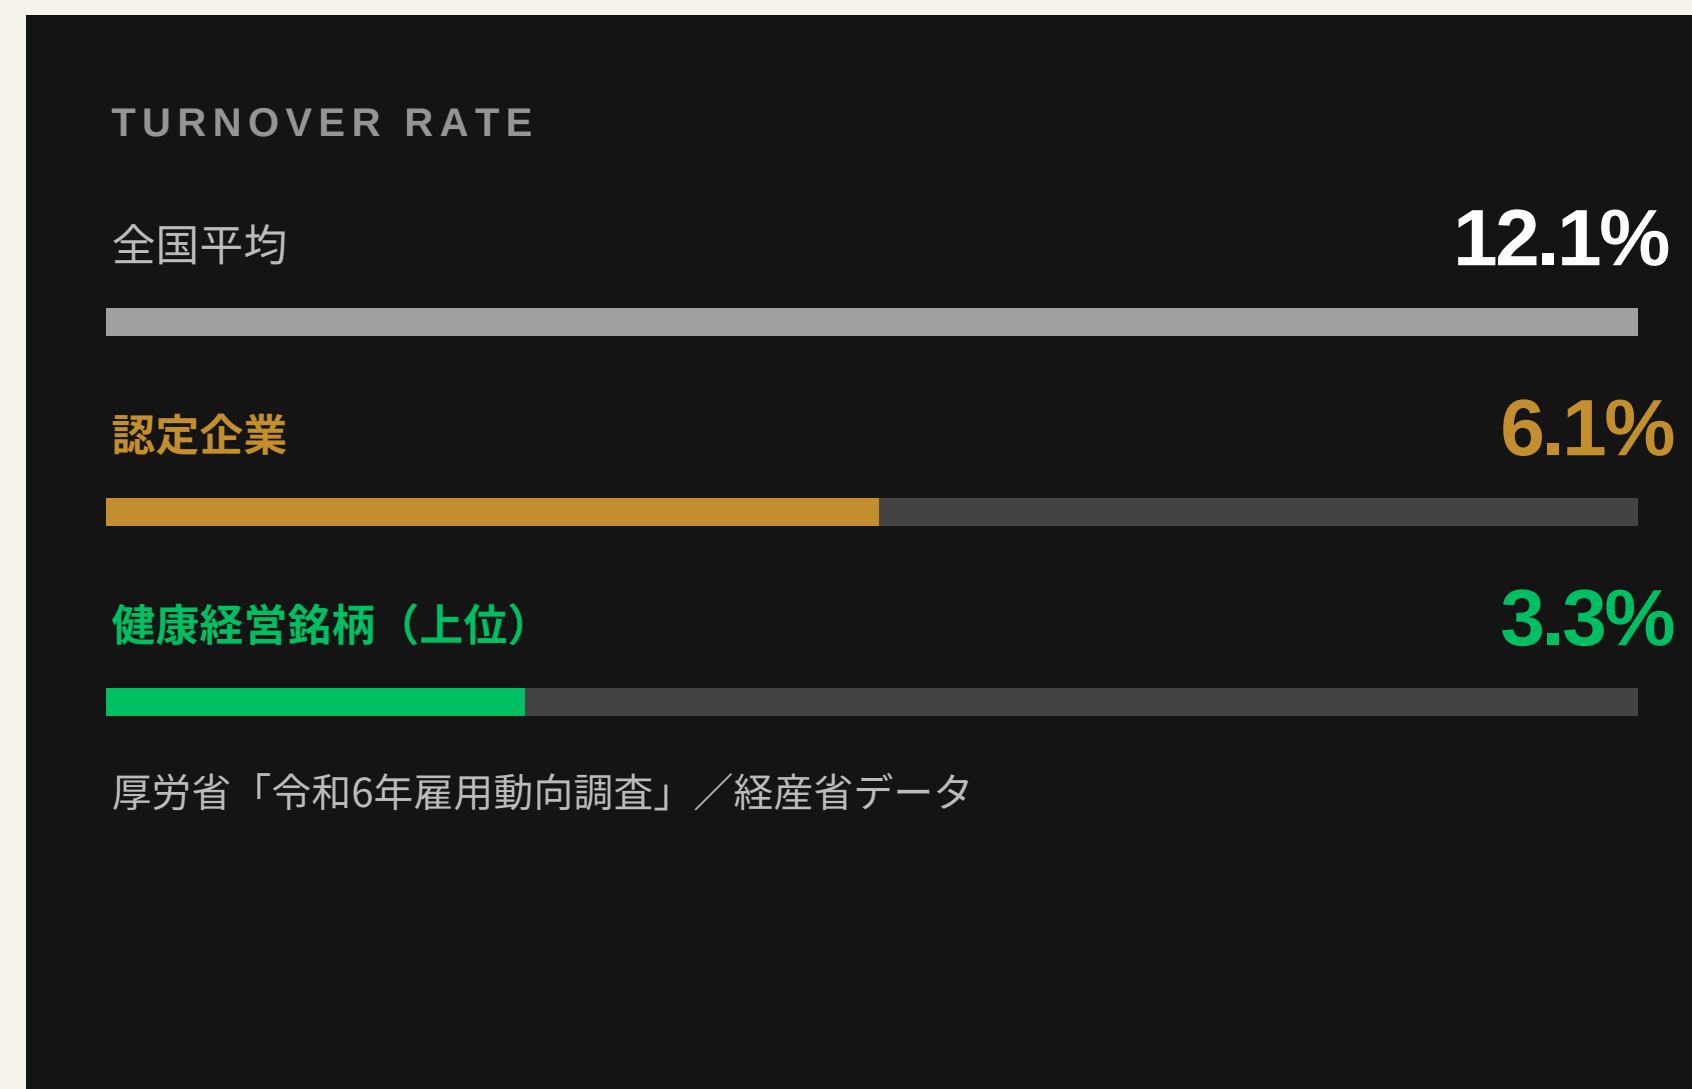 TURNOVER RATE
全国平均 12.1%
認定企業 6.1%
健康経営銘柄（上位） 3.3%
厚労省「令和6年雇用動向調査」／経産省データ